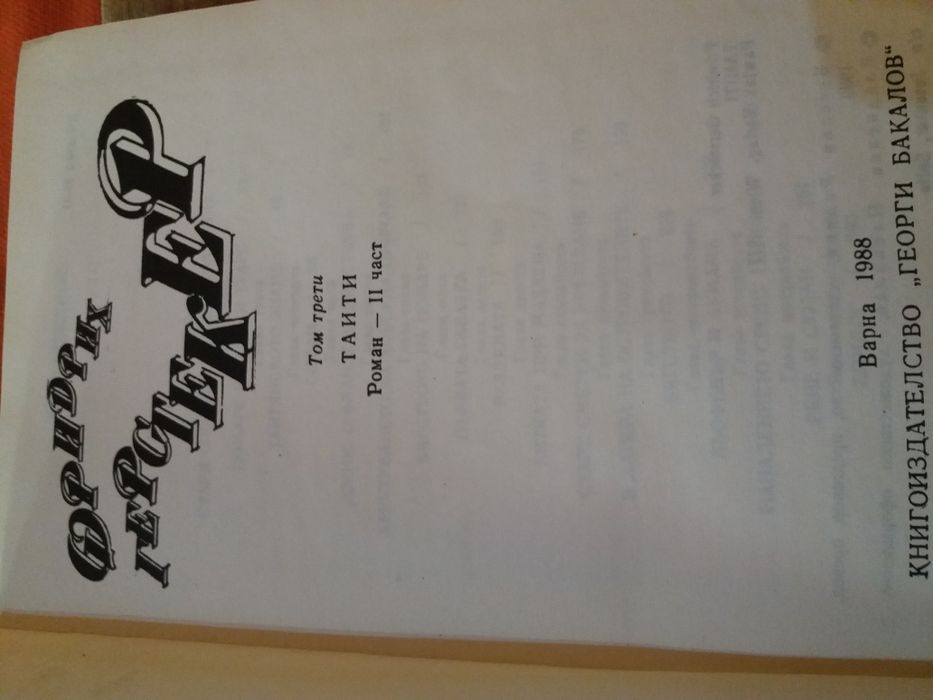 ФРИДРИХ
ГЕРСТЕКЕР
Том трети
ТАИТИ
Роман — II част
Варна 1988
КНИГОИЗДАТЕЛСТВО „ГЕОРГИ БАКАЛОВ"